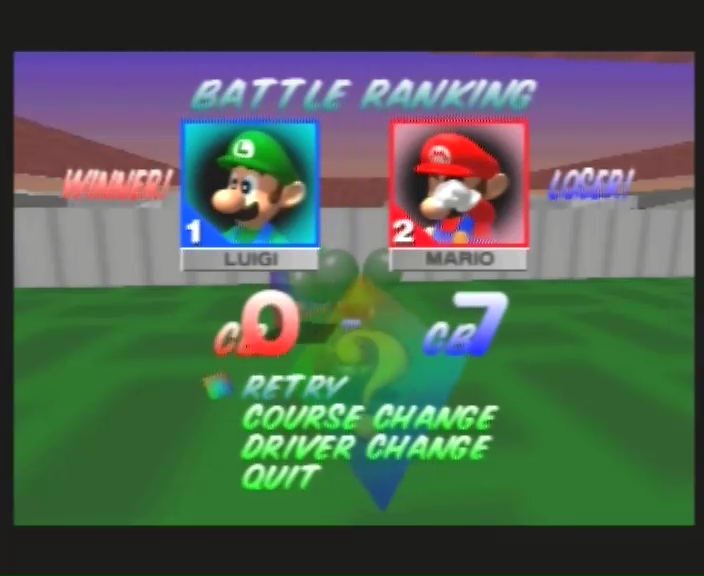 BATTLE RANKING
WINNER!
LOSER!
L
M
1
2
LUIGI
MARIO
0
7
RETRY
COURSE CHANGE
DRIVER CHANGE
QUIT
?